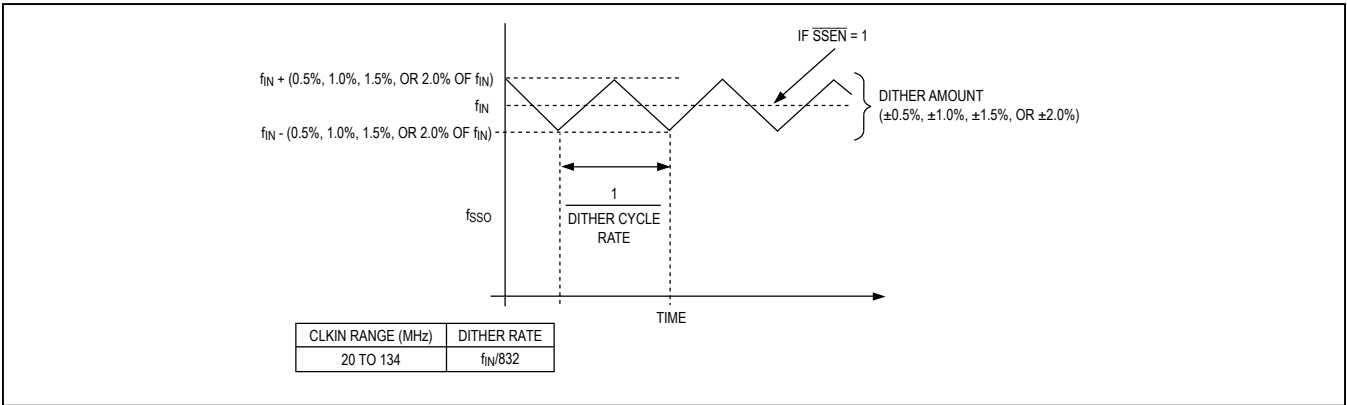 IF S̅S̅E̅N̅ = 1
fIN + (0.5%, 1.0%, 1.5%, OR 2.0% OF fIN)
fIN
fIN - (0.5%, 1.0%, 1.5%, OR 2.0% OF fIN)
DITHER AMOUNT
(±0.5%, ±1.0%, ±1.5%, OR ±2.0%)
1
DITHER CYCLE
RATE
fSSO
TIME
CLKIN RANGE (MHz) DITHER RATE
20 TO 134 fIN/832